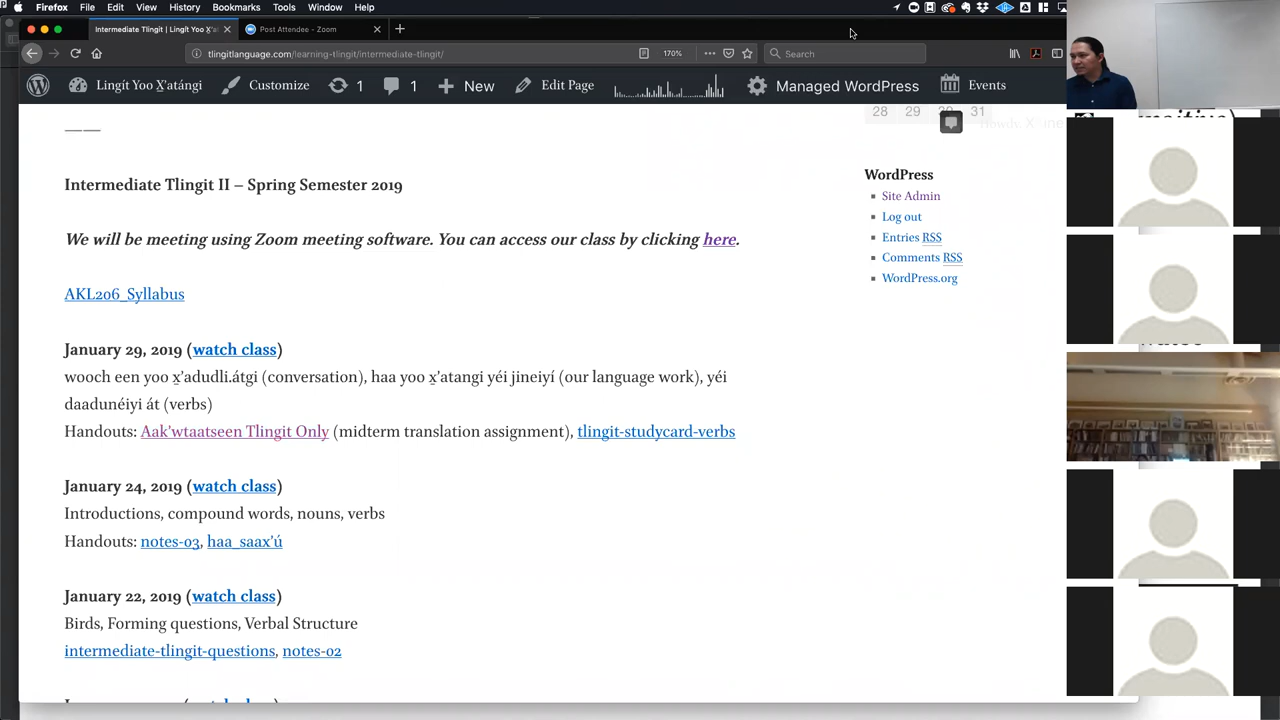 Firefox File Edit View History Bookmarks Tools Window Help
Intermediate Tlingit | Lingít Yoo X̱'a
Post Attendee - Zoom
tlingitlanguage.com/learning-tlingit/intermediate-tlingit/
170%
Search
Lingít Yoo X̱'atángi Customize 1 1 New Edit Page Managed WordPress Events
28 29 30 31
Intermediate Tlingit II – Spring Semester 2019
We will be meeting using Zoom meeting software. You can access our class by clicking here.
AKL206_Syllabus
January 29, 2019 (watch class)
wooch een yoo x̱'adudli.átgi (conversation), haa yoo x̱'atangi yéi jineiyí (our language work), yéi
daadunéiyi át (verbs)
Handouts: Aak'wtaatseen Tlingit Only (midterm translation assignment), tlingit-studycard-verbs
January 24, 2019 (watch class)
Introductions, compound words, nouns, verbs
Handouts: notes-03, haa_saax'ú
January 22, 2019 (watch class)
Birds, Forming questions, Verbal Structure
intermediate-tlingit-questions, notes-02
WordPress
Site Admin
Log out
Entries RSS
Comments RSS
WordPress.org